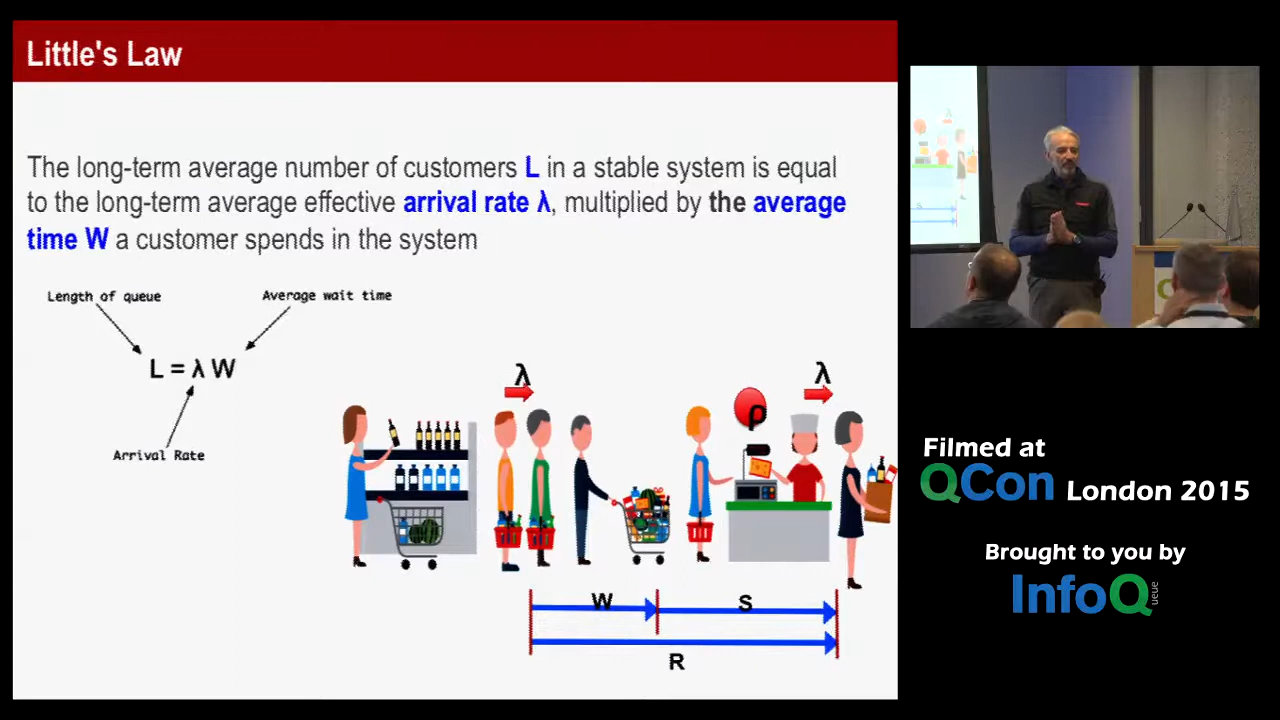 Little's Law
The long-term average number of customers L in a stable system is equal
to the long-term average effective arrival rate λ, multiplied by the average
time W a customer spends in the system
Length of queue
Average wait time
L = λ W
Arrival Rate
λ
λ
ρ
W
S
R
Filmed at
QCon London 2015
Brought to you by
InfoQueue